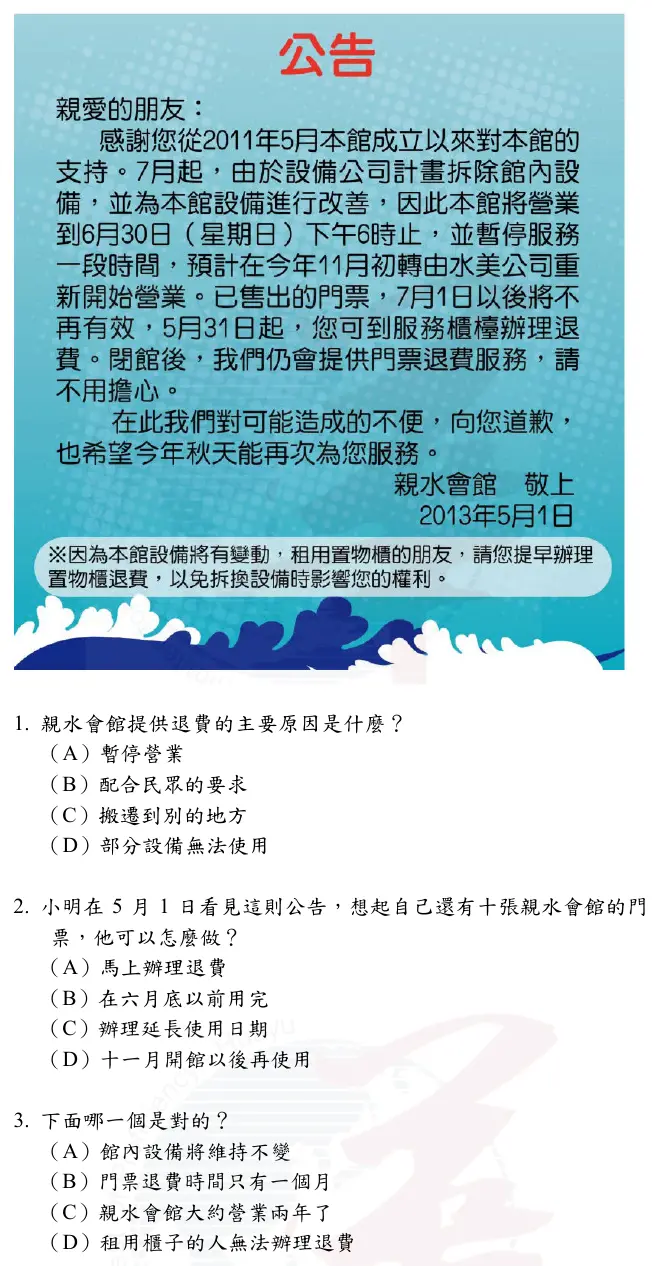 公告
親愛的朋友：
感謝您從2011年5月本館成立以來對本館的
支持。7月起，由於設備公司計畫拆除館內設
備，並為本館設備進行改善，因此本館將營業
到6月30日（星期日）下午6時止，並暫停服務
一段時間，預計在今年11月初轉由水美公司重
新開始營業。已售出的門票，7月1日以後將不
再有效，5月31日起，您可到服務櫃檯辦理退
費。閉館後，我們仍會提供門票退費服務，請
不用擔心。
在此我們對可能造成的不便，向您道歉，
也希望今年秋天能再次為您服務。
親水會館　敬上
2013年5月1日
※因為本館設備將有變動，租用置物櫃的朋友，請您提早辦理
置物櫃退費，以免拆換設備時影響您的權利。
1. 親水會館提供退費的主要原因是什麼？
（A）暫停營業
（B）配合民眾的要求
（C）搬遷到別的地方
（D）部分設備無法使用
2. 小明在 5 月 1 日看見這則公告，想起自己還有十張親水會館的門
票，他可以怎麼做？
（A）馬上辦理退費
（B）在六月底以前用完
（C）辦理延長使用日期
（D）十一月開館以後再使用
3. 下面哪一個是對的？
（A）館內設備將維持不變
（B）門票退費時間只有一個月
（C）親水會館大約營業兩年了
（D）租用櫃子的人無法辦理退費